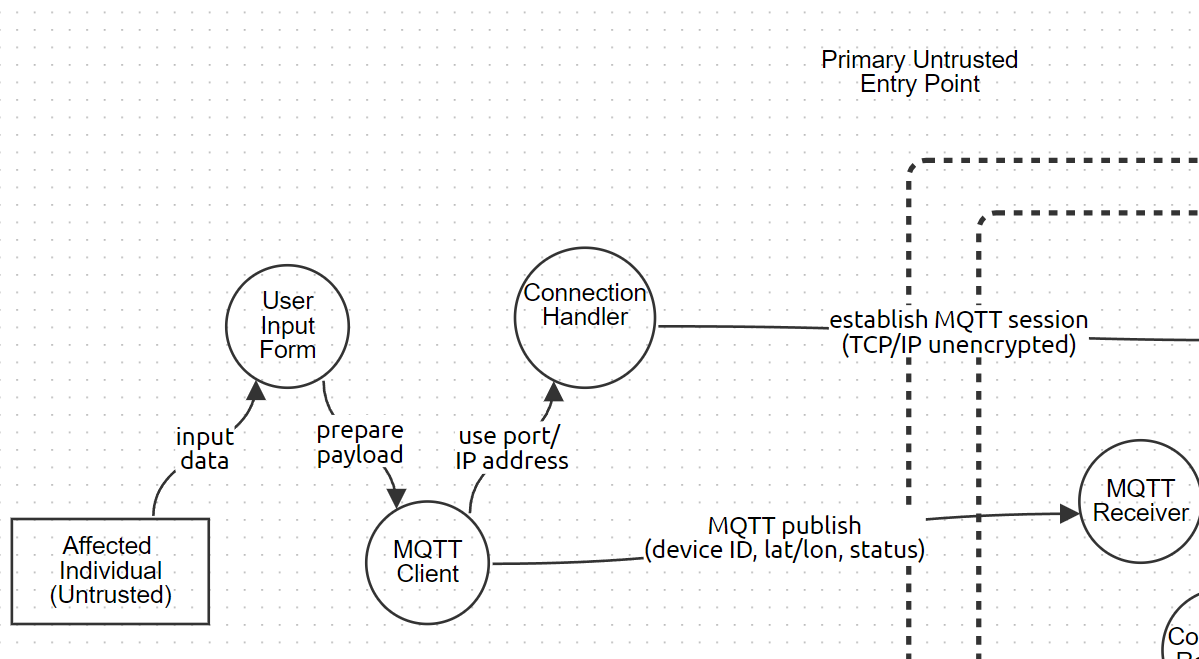 Primary Untrusted
Entry Point
User
Input
Form
Connection
Handler
establish MQTT session
(TCP/IP unencrypted)
input
data
prepare
payload
use port/
IP address
MQTT
Receiver
MQTT publish
(device ID, lat/lon, status)
MQTT
Client
Affected
Individual
(Untrusted)
Co